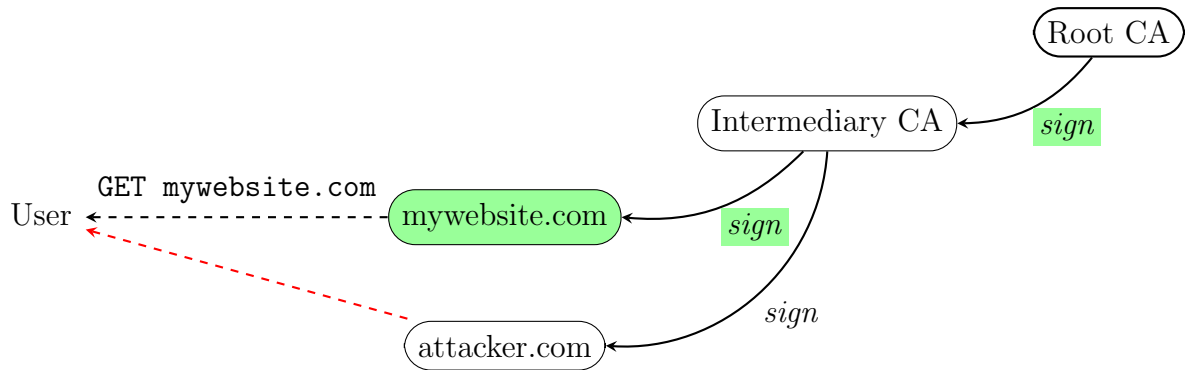 Root CA
Intermediary CA
sign
GET mywebsite.com
User
mywebsite.com
sign
sign
attacker.com